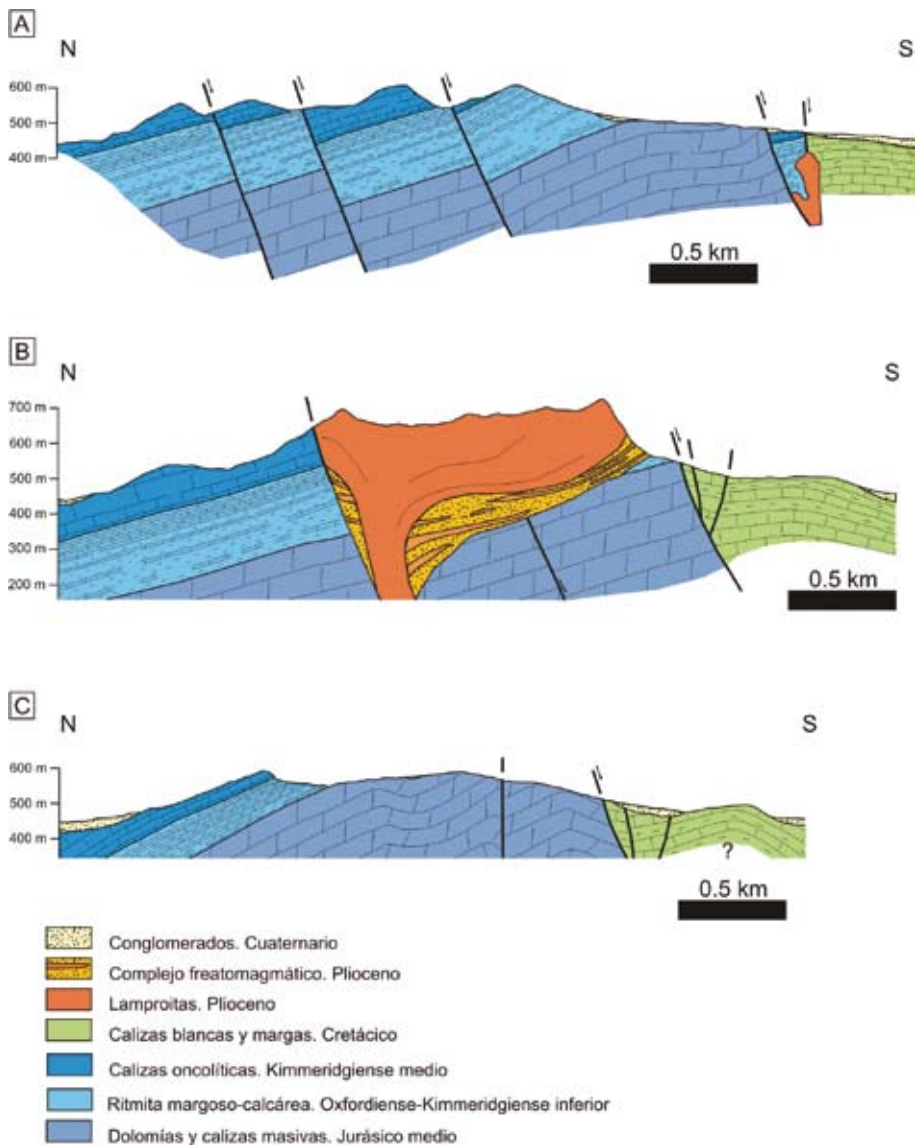 A
N
S
600 m
500 m
400 m
0.5 km
B
N
S
700 m
600 m
500 m
400 m
300 m
200 m
0.5 km
C
N
S
600 m
500 m
400 m
?
0.5 km
Conglomerados. Cuaternario
Complejo freatomagmático. Plioceno
Lamproitas. Plioceno
Calizas blancas y margas. Cretácico
Calizas oncolíticas. Kimmeridgiense medio
Ritmita margoso-calcárea. Oxfordiense-Kimmeridgiense inferior
Dolomías y calizas masivas. Jurásico medio